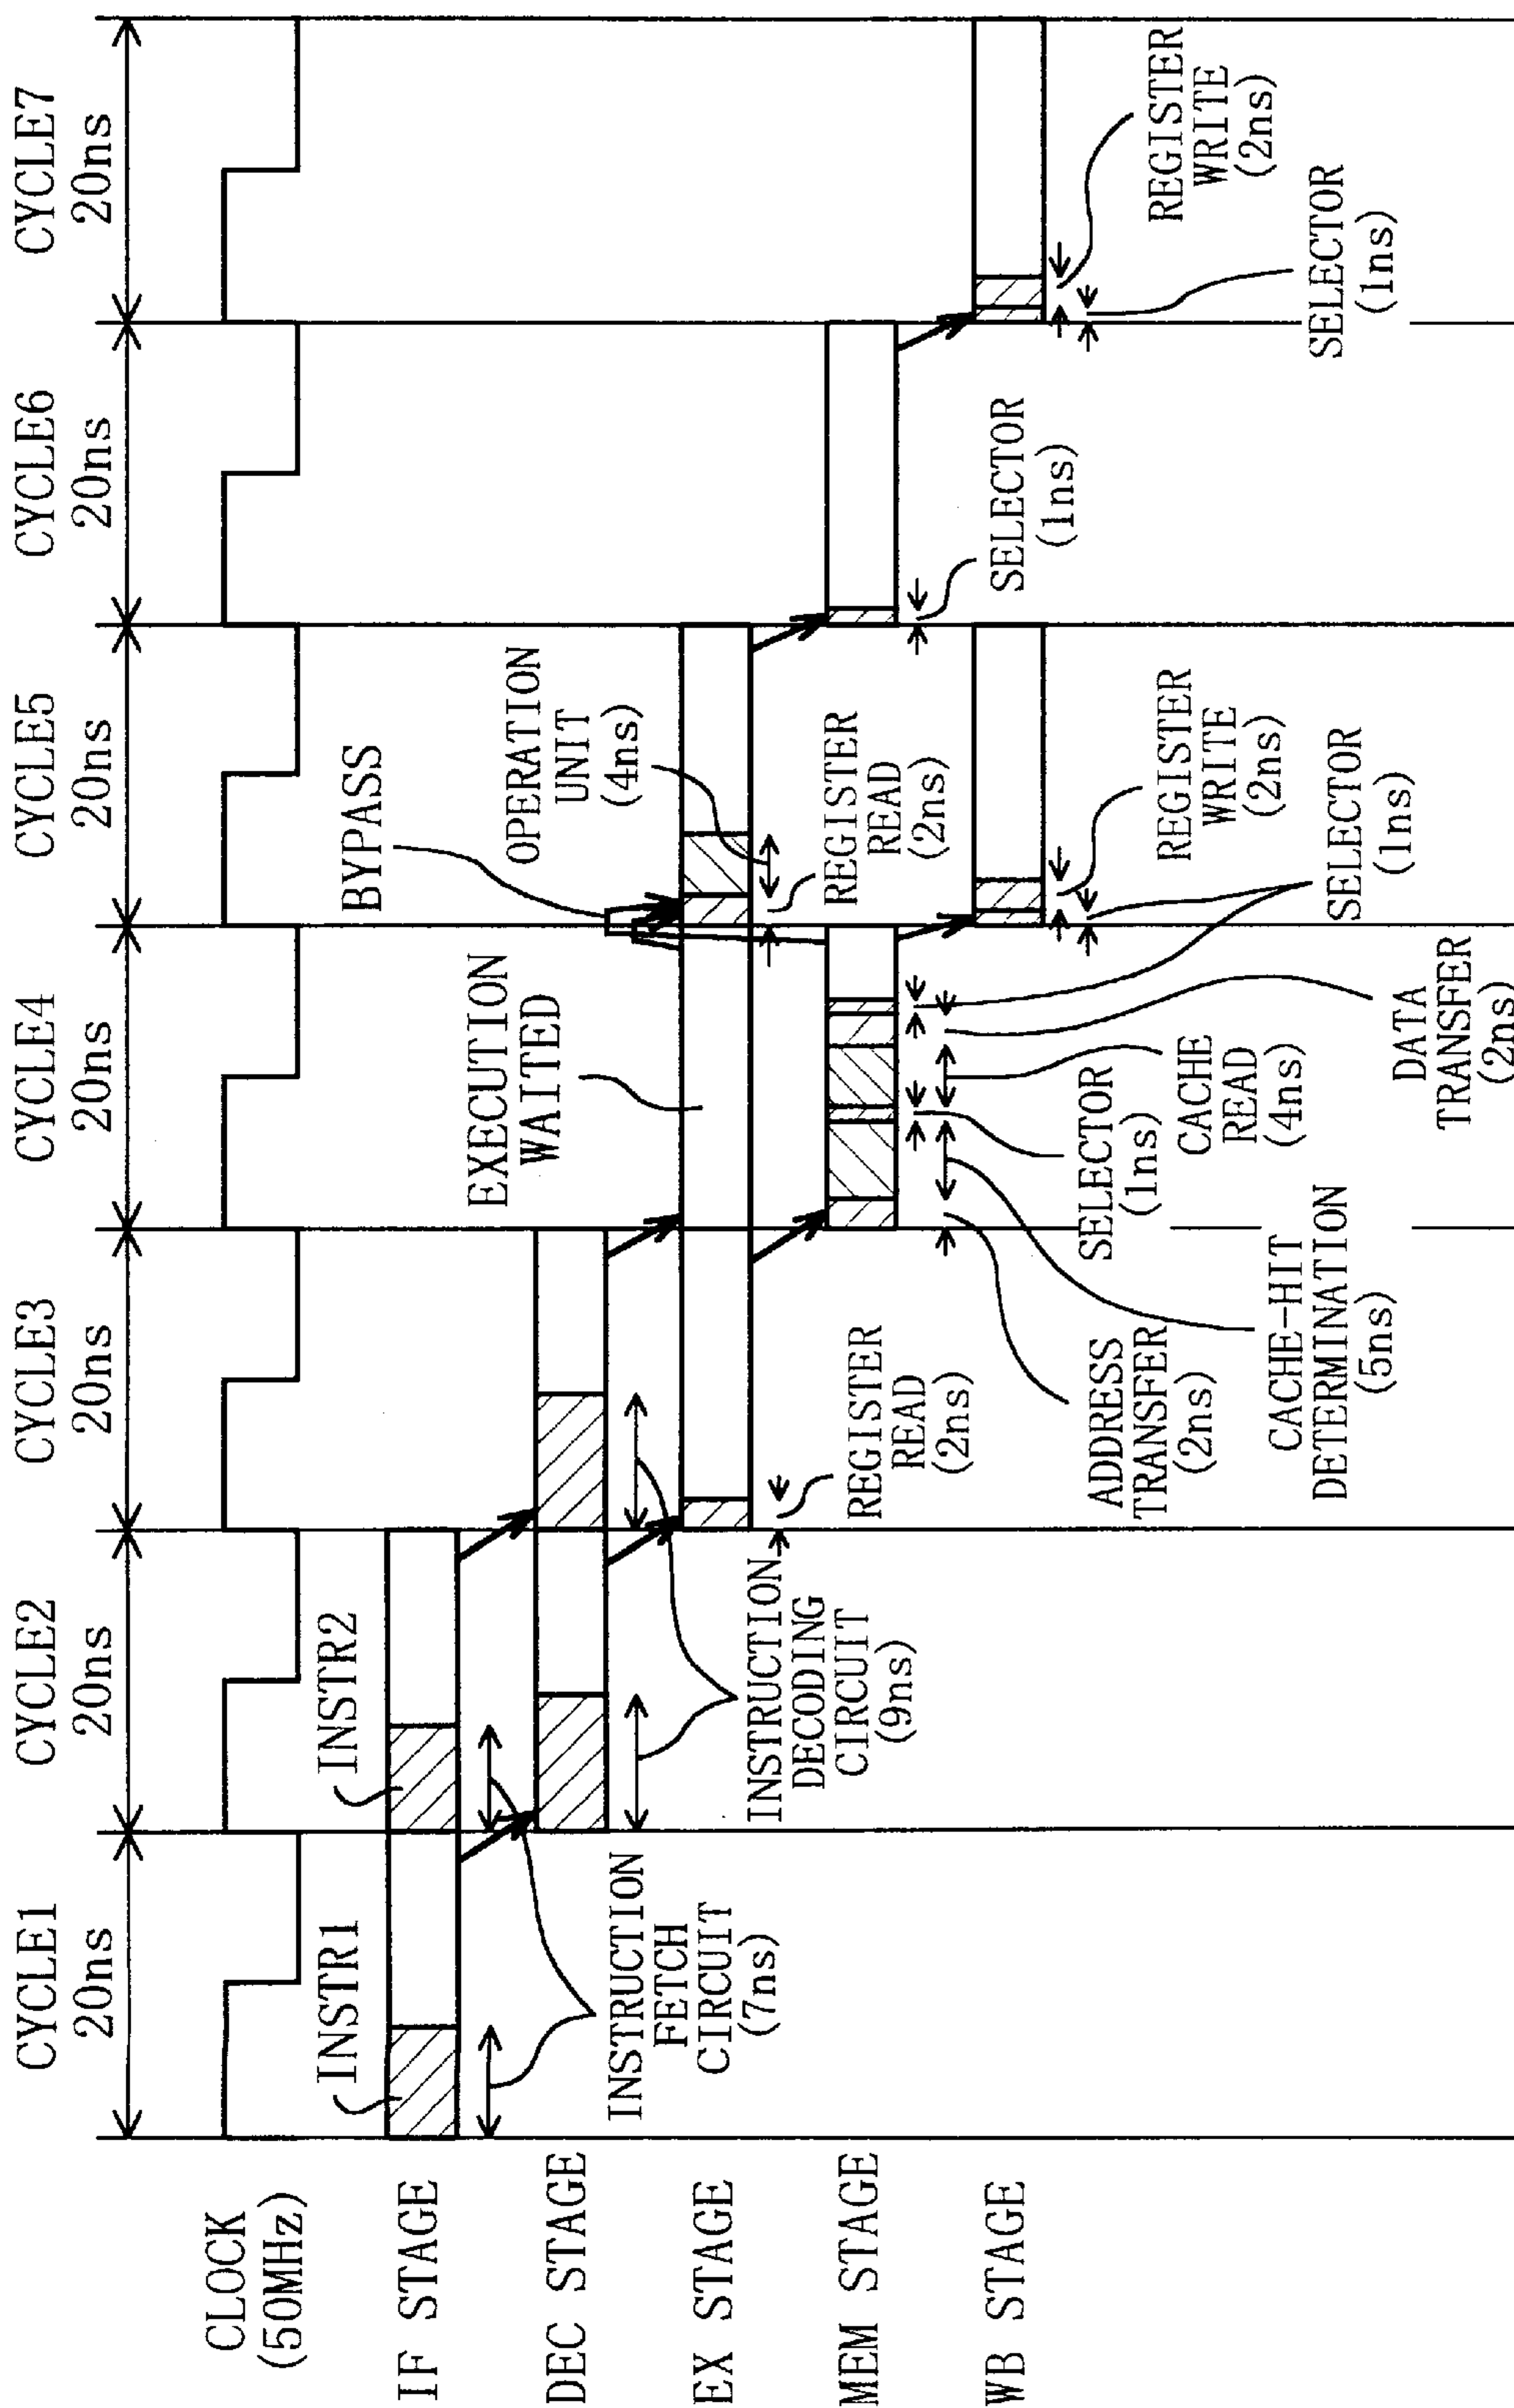 CYCLE1
20ns
CYCLE2
20ns
CYCLE3
20ns
CYCLE4
20ns
CYCLE5
20ns
CYCLE6
20ns
CYCLE7
20ns
CLOCK
(50MHz)
IF STAGE
INSTR1
INSTR2
INSTRUCTION
FETCH
CIRCUIT
(7ns)
DEC STAGE
INSTRUCTION
DECODING
CIRCUIT
(9ns)
EX STAGE
EXECUTION
WAITED
BYPASS
OPERATION
UNIT
(4ns)
REGISTER
READ
(2ns)
REGISTER
READ
(2ns)
MEM STAGE
ADDRESS
TRANSFER
(2ns)
CACHE-HIT
DETERMINATION
(5ns)
SELECTOR
(1ns)
CACHE
READ
(4ns)
DATA
TRANSFER
(2ns)
SELECTOR
(1ns)
SELECTOR
(1ns)
WB STAGE
REGISTER
WRITE
(2ns)
REGISTER
WRITE
(2ns)
SELECTOR
(1ns)